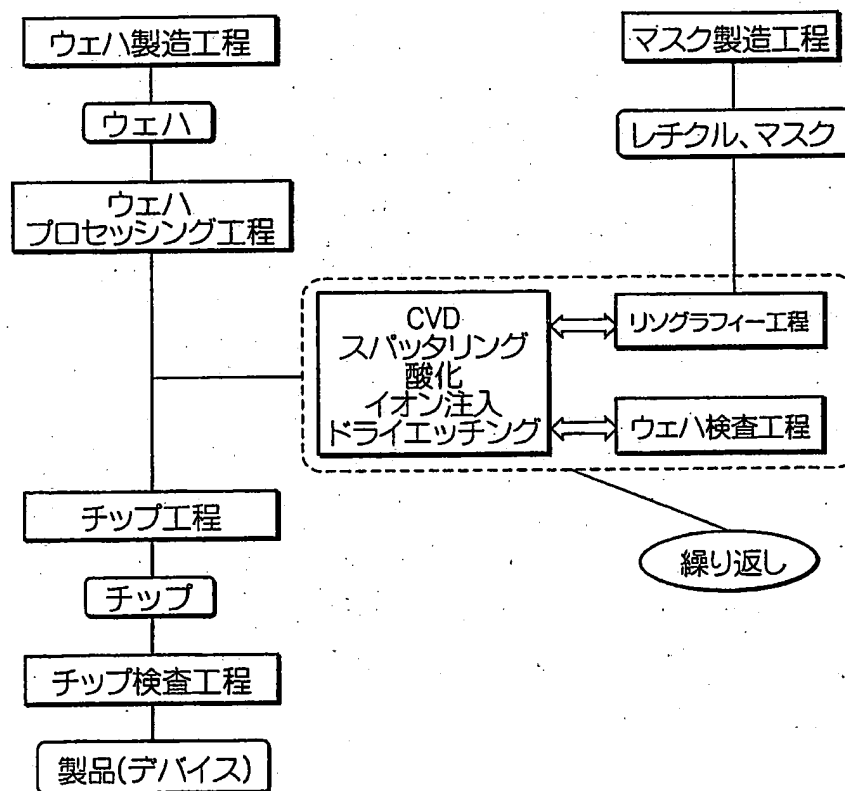 ウェハ製造工程
ウェハ
ウェハ
プロセッシング工程
マスク製造工程
レチクル、マスク
CVD
スパッタリング
酸化
イオン注入
ドライエッチング
リソグラフィー工程
ウェハ検査工程
繰り返し
チップ工程
チップ
チップ検査工程
製品(デバイス)